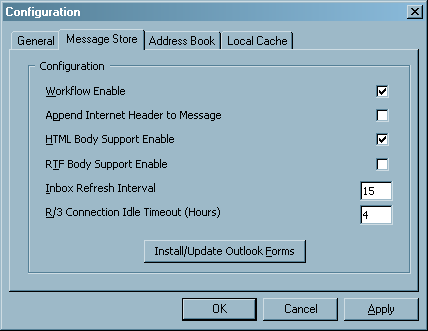 Configuration
General Message Store Address Book Local Cache
Configuration
Workflow Enable
Append Internet Header to Message
HTML Body Support Enable
RTF Body Support Enable
Inbox Refresh Interval 15
R/3 Connection Idle Timeout (Hours) 4
Install/Update Outlook Forms
OK Cancel Apply